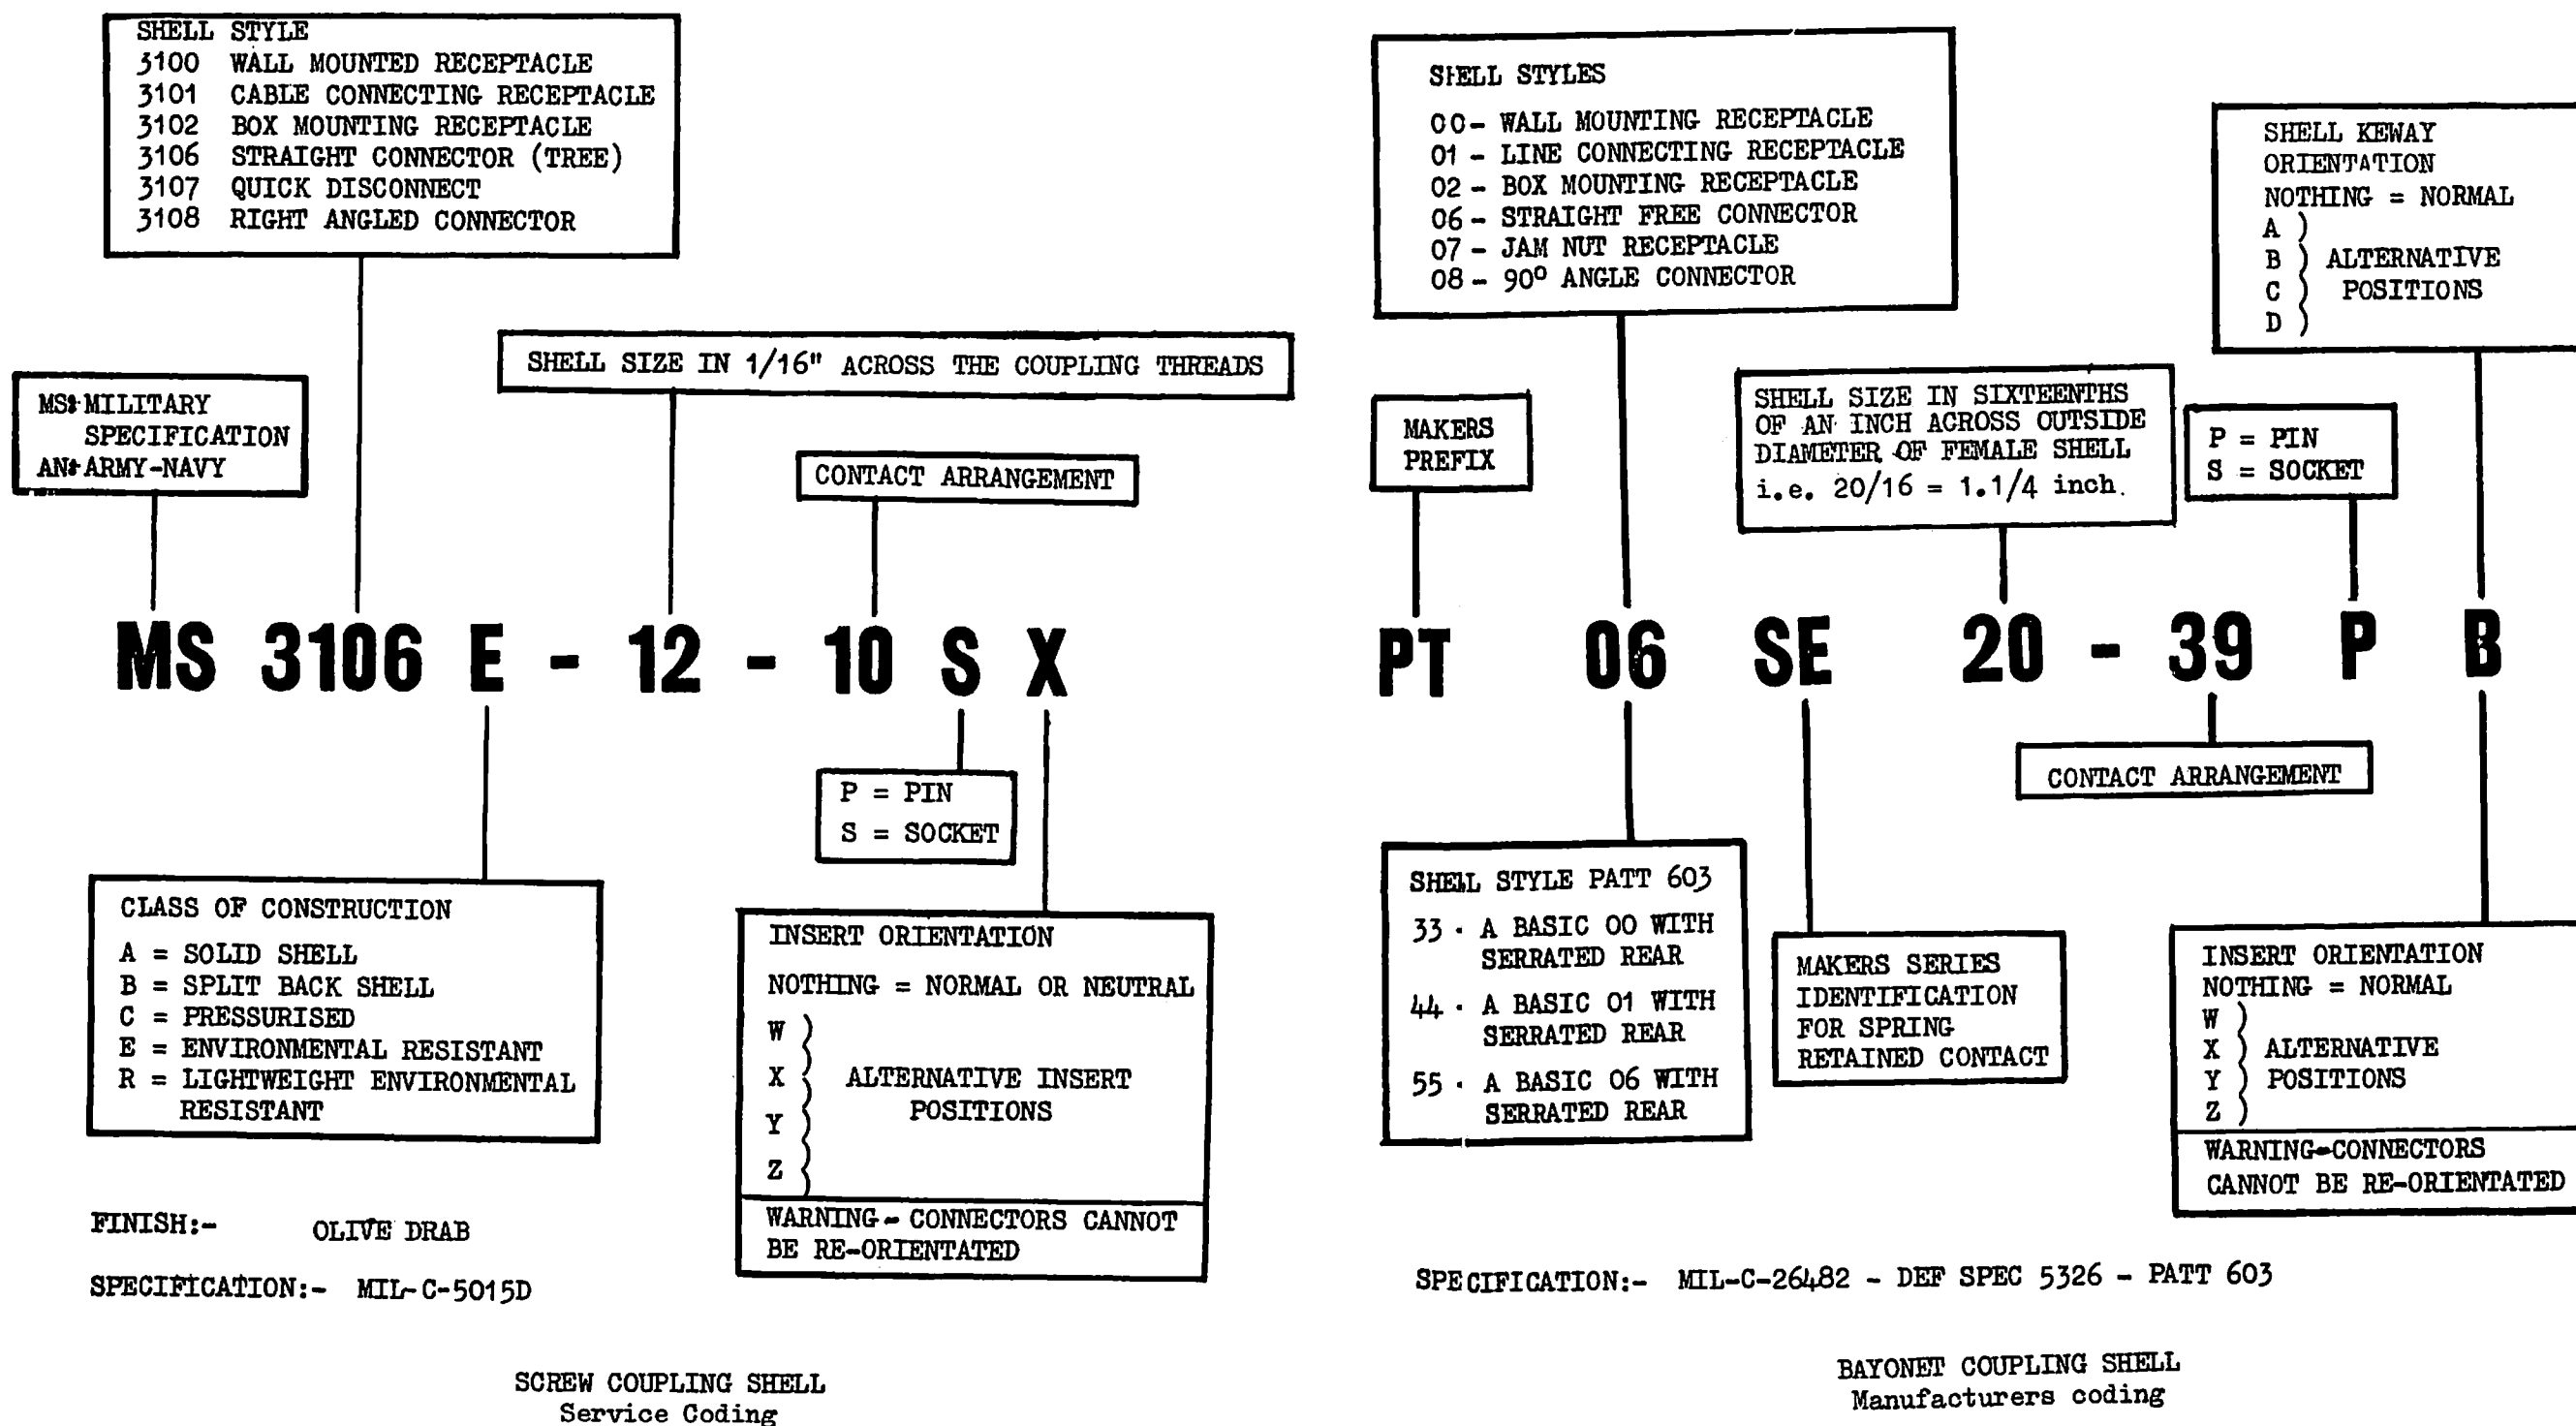 SHELL STYLE
3100 WALL MOUNTED RECEPTACLE
3101 CABLE CONNECTING RECEPTACLE
3102 BOX MOUNTING RECEPTACLE
3106 STRAIGHT CONNECTOR (TREE)
3107 QUICK DISCONNECT
3108 RIGHT ANGLED CONNECTOR
SHELL SIZE IN 1/16" ACROSS THE COUPLING THREADS
MS: MILITARY
SPECIFICATION
AN: ARMY-NAVY
CONTACT ARRANGEMENT
MS 3106 E - 12 - 10 S X
P = PIN
S = SOCKET
CLASS OF CONSTRUCTION
A = SOLID SHELL
B = SPLIT BACK SHELL
C = PRESSURISED
E = ENVIRONMENTAL RESISTANT
R = LIGHTWEIGHT ENVIRONMENTAL
RESISTANT
INSERT ORIENTATION
NOTHING = NORMAL OR NEUTRAL
W )
X ) ALTERNATIVE INSERT
POSITIONS
Y )
Z )
WARNING - CONNECTORS CANNOT
BE RE-ORIENTATED
FINISH:- OLIVE DRAB
SPECIFICATION:- MIL-C-5015D
SCREW COUPLING SHELL
Service Coding
SHELL STYLES
00 - WALL MOUNTING RECEPTACLE
01 - LINE CONNECTING RECEPTACLE
02 - BOX MOUNTING RECEPTACLE
06 - STRAIGHT FREE CONNECTOR
07 - JAM NUT RECEPTACLE
08 - 90° ANGLE CONNECTOR
SHELL KEWAY
ORIENTATION
NOTHING = NORMAL
A )
B ) ALTERNATIVE
C ) POSITIONS
D )
MAKERS
PREFIX
SHELL SIZE IN SIXTEENTHS
OF AN INCH ACROSS OUTSIDE
DIAMETER OF FEMALE SHELL
i.e. 20/16 = 1.1/4 inch.
P = PIN
S = SOCKET
PT 06 SE 20 - 39 P B
CONTACT ARRANGEMENT
SHELL STYLE PATT 603
33 . A BASIC 00 WITH
SERRATED REAR
44 . A BASIC 01 WITH
SERRATED REAR
55 . A BASIC 06 WITH
SERRATED REAR
MAKERS SERIES
IDENTIFICATION
FOR SPRING
RETAINED CONTACT
INSERT ORIENTATION
NOTHING = NORMAL
W )
X ) ALTERNATIVE
Y ) POSITIONS
Z )
WARNING-CONNECTORS
CANNOT BE RE-ORIENTATED
SPECIFICATION:- MIL-C-26482 - DEF SPEC 5326 - PATT 603
BAYONET COUPLING SHELL
Manufacturers coding